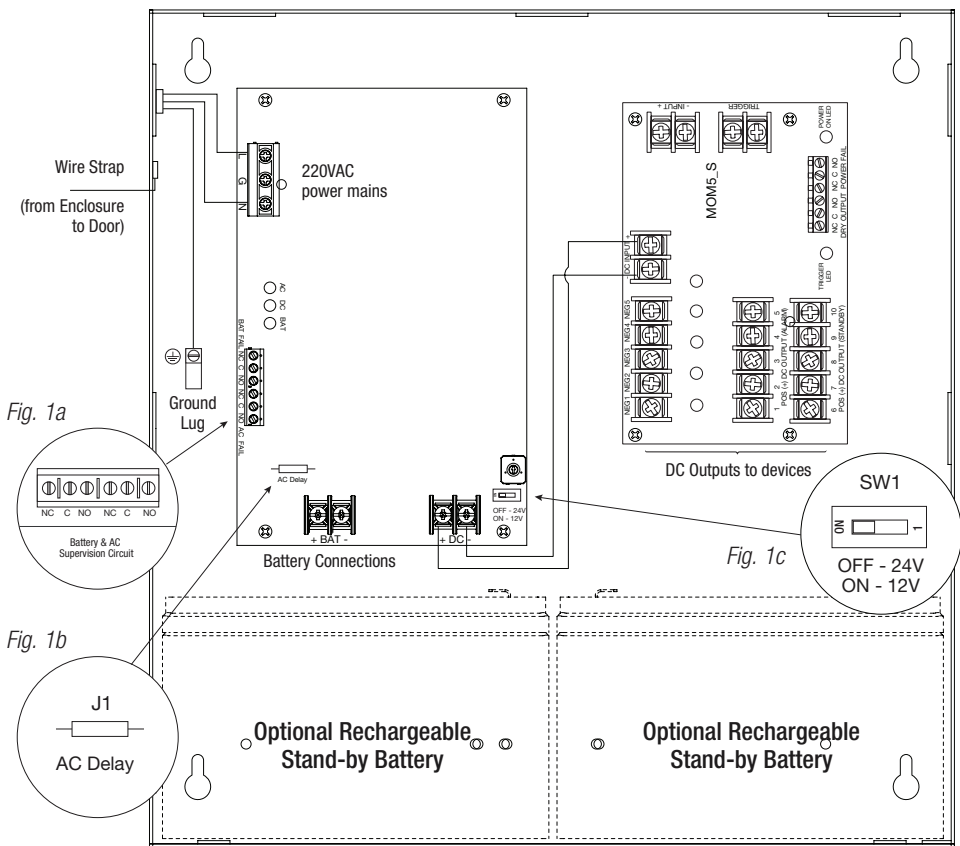 Wire Strap
(from Enclosure
to Door)
L
G
N
220VAC
power mains
AC
DC
BAT
BAT FAIL
NC C NO NC C NO
AC FAIL
Ground
Lug
Fig. 1a
NC C NO NC C NO
Battery & AC
Supervision Circuit
AC Delay
+ BAT -
Battery Connections
+ DC -
OFF - 24V
ON - 12V
- INPUT +
TRIGGER
POWER
ON LED
MOM5_S
NC C NO NC C NO
DRY OUTPUT POWER FAIL
TRIGGER
LED
- DC INPUT +
NEG1 NEG2 NEG3 NEG4 NEG5
1 2 3 4 5
POS (+) DC OUTPUT (ALARM)
6 7 8 9 10
POS (+) DC OUTPUT (STANDBY)
DC Outputs to devices
SW1
ON
1
OFF - 24V
ON - 12V
Fig. 1c
Fig. 1b
J1
AC Delay
Optional Rechargeable
Stand-by Battery
Optional Rechargeable
Stand-by Battery